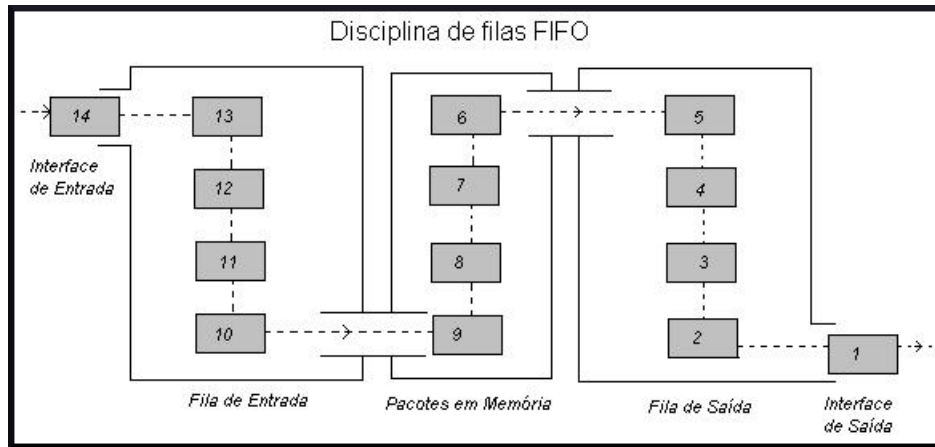 Disciplina de filas FIFO
14
13
6
5
Interface
de Entrada
12
7
4
11
8
3
10
9
2
1
Fila de Entrada
Pacotes em Memória
Fila de Saída
Interface
de Saída